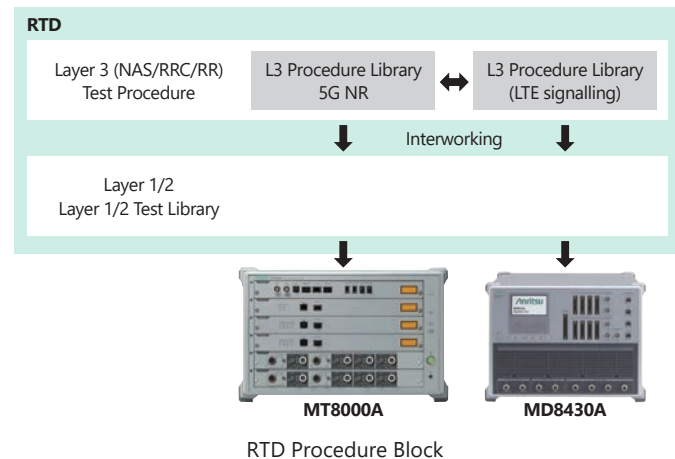 RTD
Layer 3 (NAS/RRC/RR)
Test Procedure
L3 Procedure Library
5G NR
L3 Procedure Library
(LTE signalling)
Interworking
Layer 1/2
Layer 1/2 Test Library
Anritsu
MT8000A
MD8430A
RTD Procedure Block